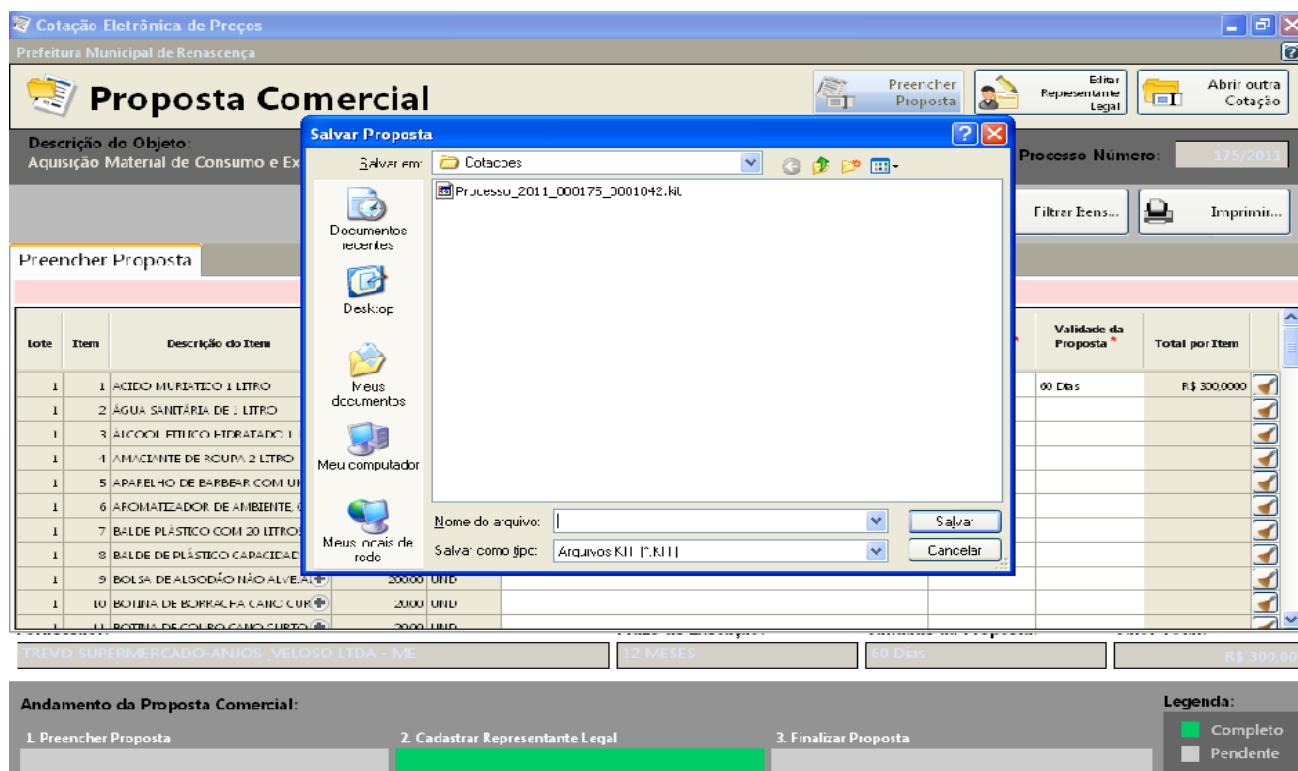 Cotação Eletrônica de Preços
Prefeitura Municipal de Renascença
Proposta Comercial
Preencher Proposta
Editar Representante Legal
Abrir outra Cotação
Descrição do Objeto:
Aquisição Material de Consumo e Ex
Processo Número:
175/2011
Filtrar Itens...
Imprimir...
Preencher Proposta
Salvar Proposta
Salvar em:
Cotacoes
Processo_2011_000175_0001042.kit
Documentos recentes
Desktop
Meus documentos
Meu computador
Meus locais de rede
Nome do arquivo:
Salvar
Salvar como tipo:
Arquivos KIT (*.KIT)
Cancelar
Lote Item Descrição do Item Validade da Proposta * Total por Item
1 1 ACIDO MURIATICO 1 LITRO 60 Dias R$ 300,0000
1 2 ÁGUA SANITÁRIA DE 1 LITRO
1 3 ÁLCOOL ETILICO HIDRATADO 1
1 4 AMACIANTE DE ROUPA 2 LITRO
1 5 APARELHO DE BARBEAR COM
1 6 AROMATIZADOR DE AMBIENTE,
1 7 BALDE PLÁSTICO COM 20 LITROS
1 8 BALDE DE PLÁSTICO CAPACIDAD
1 9 BOLSA DE ALGODÃO NÃO UND
1 10 BOTINA DE BORRACHA CANO CUR 20,00 UND
1 11 BOTINA DE COURO CANO CURTO 20,00 UND
TREVO SUPERMERCADO-ANJOS VELOSO LTDA - ME
12 MESES
60 Dias
R$ 300,00
Andamento da Proposta Comercial:
Legenda:
1. Preencher Proposta
2. Cadastrar Representante Legal
3. Finalizar Proposta
Completo
Pendente